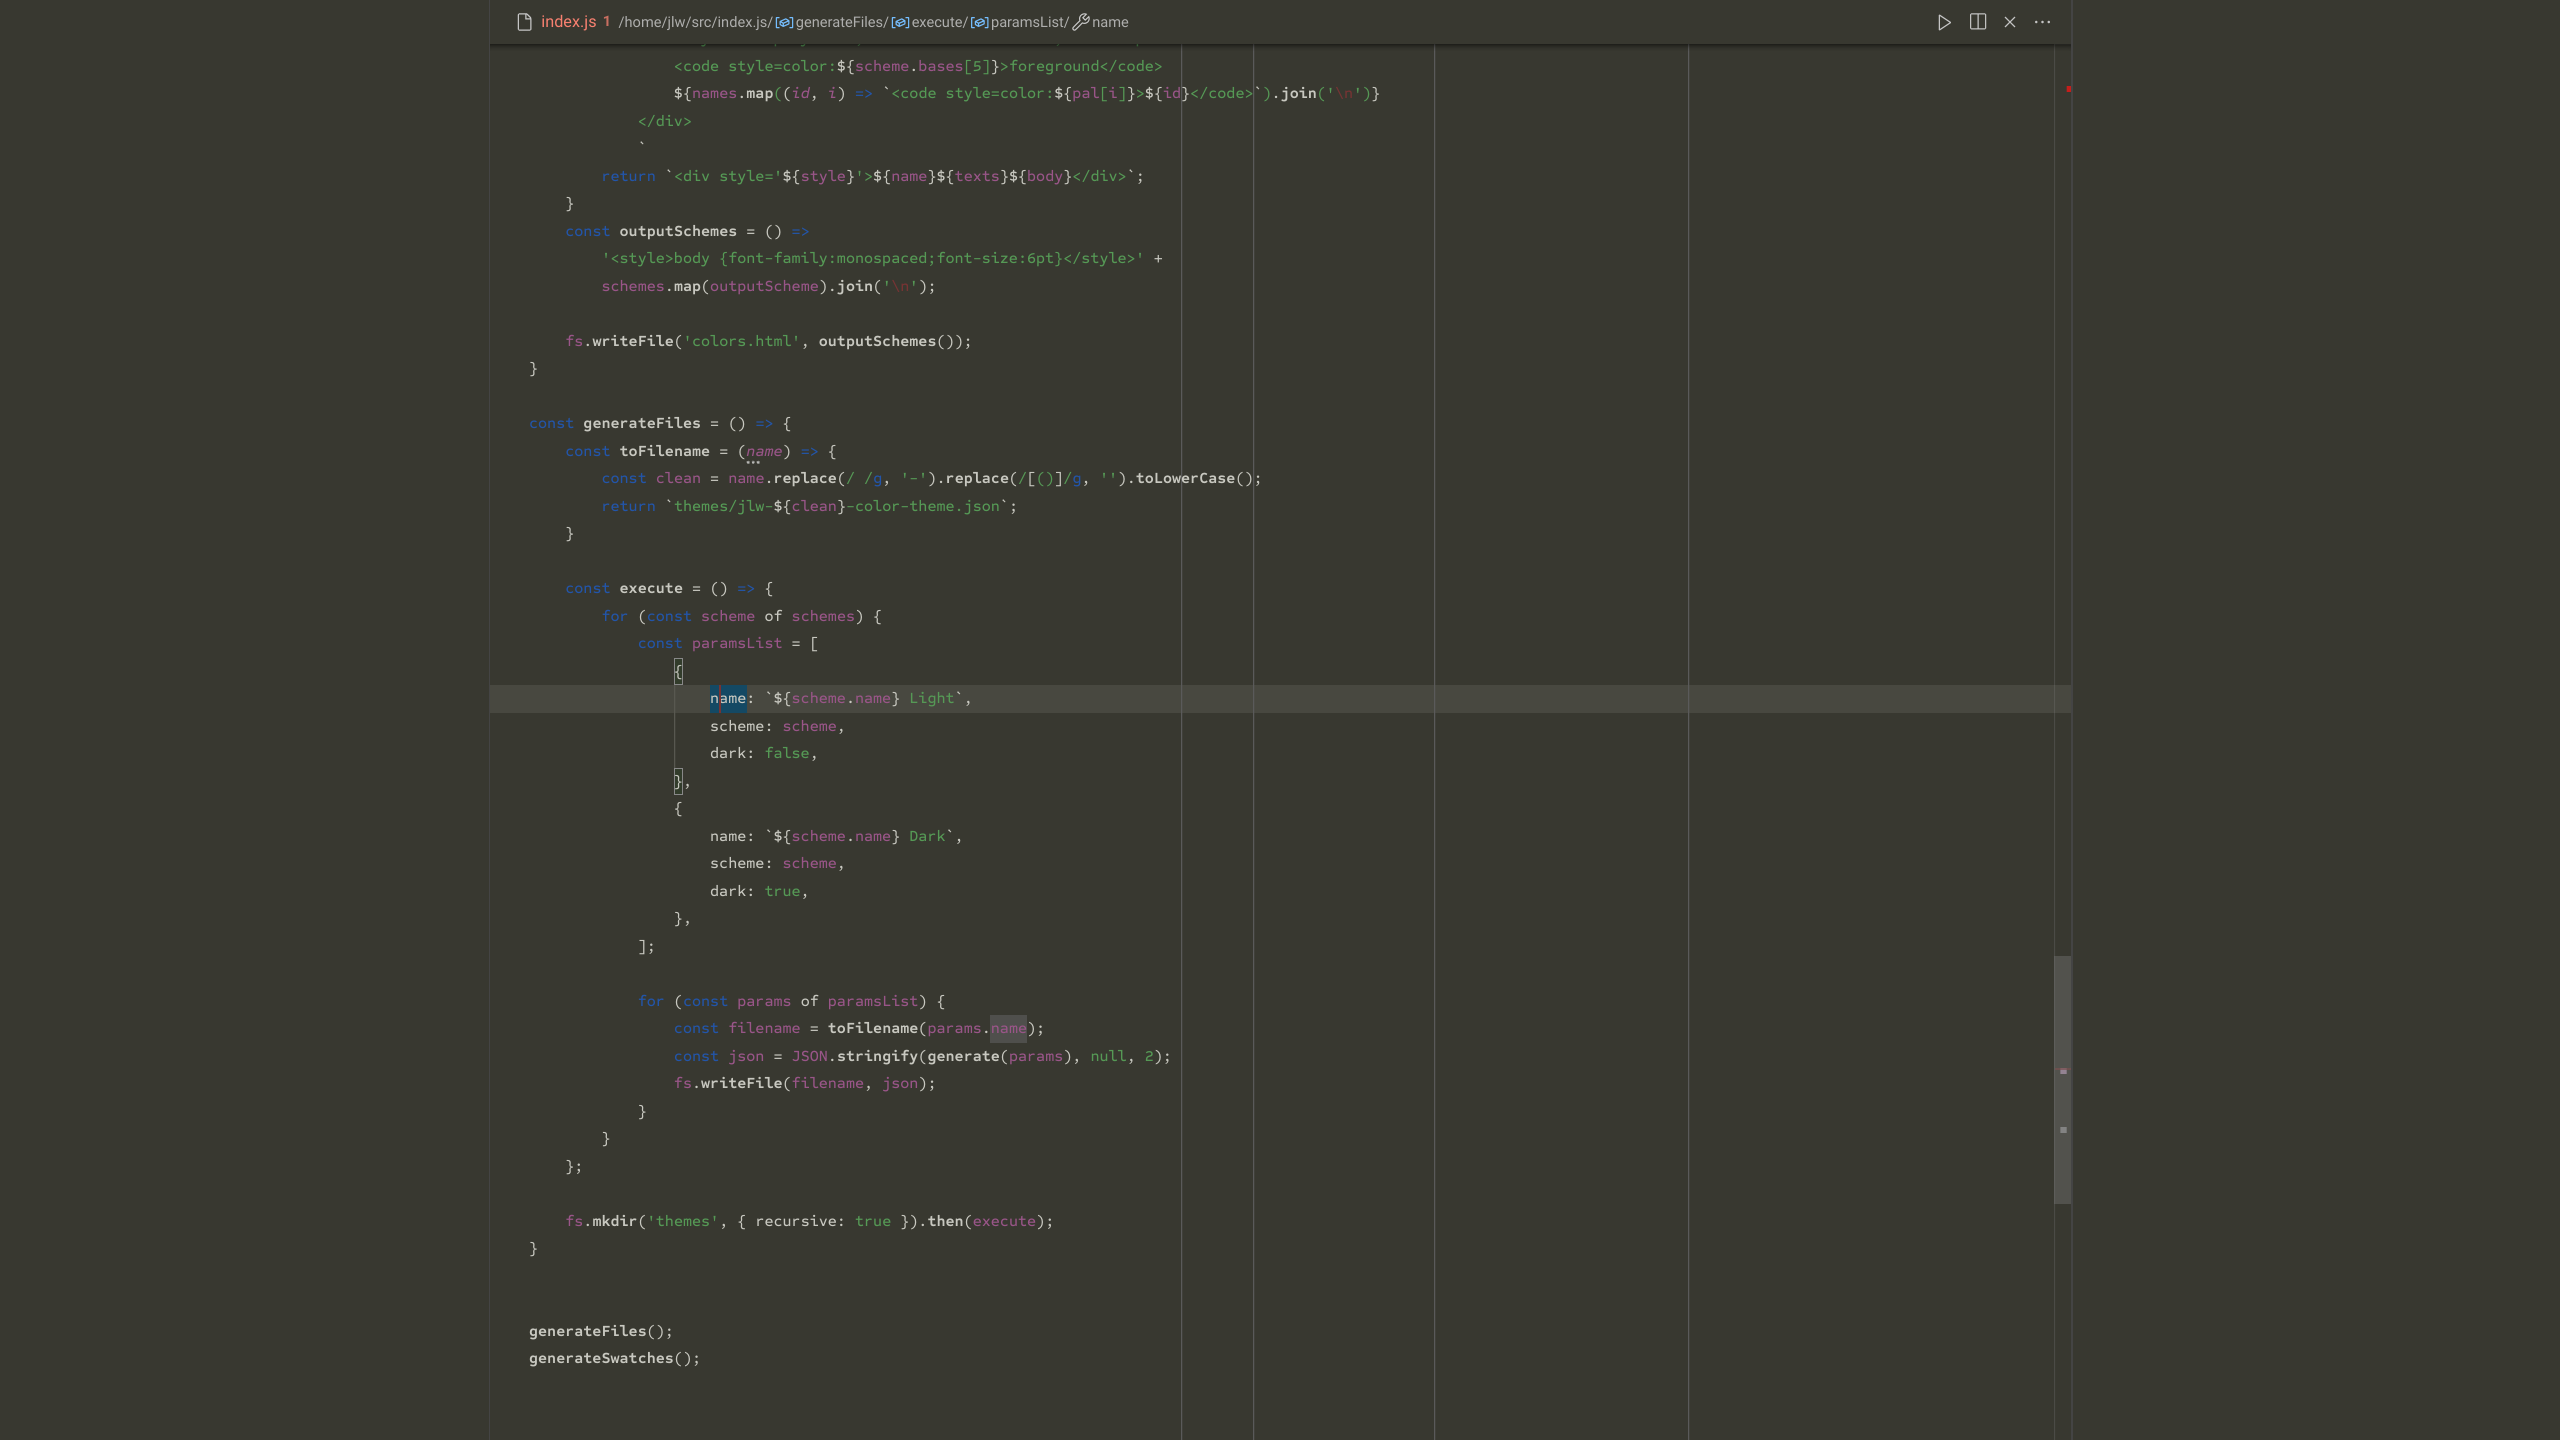 index.js 1 /home/jlw/src/index.js/generateFiles/execute/paramsList/name
<code style=color:${scheme.bases[5]}>foreground</code>
${names.map((id, i) => `<code style=color:${pal[i]}>${id}</code>`).join('\n')}
</div>
`
return `<div style='${style}'>${name}${texts}${body}</div>`;
}
const outputSchemes = () =>
'<style>body {font-family:monospaced;font-size:6pt}</style>' +
schemes.map(outputScheme).join('\n');
fs.writeFile('colors.html', outputSchemes());
}
const generateFiles = () => {
const toFilename = (name) => {
const clean = name.replace(/ /g, '-').replace(/[()]/g, '').toLowerCase();
return `themes/jlw-${clean}-color-theme.json`;
}
const execute = () => {
for (const scheme of schemes) {
const paramsList = [
{
name: `${scheme.name} Light`,
scheme: scheme,
dark: false,
},
{
name: `${scheme.name} Dark`,
scheme: scheme,
dark: true,
},
];
for (const params of paramsList) {
const filename = toFilename(params.name);
const json = JSON.stringify(generate(params), null, 2);
fs.writeFile(filename, json);
}
}
};
fs.mkdir('themes', { recursive: true }).then(execute);
}
generateFiles();
generateSwatches();